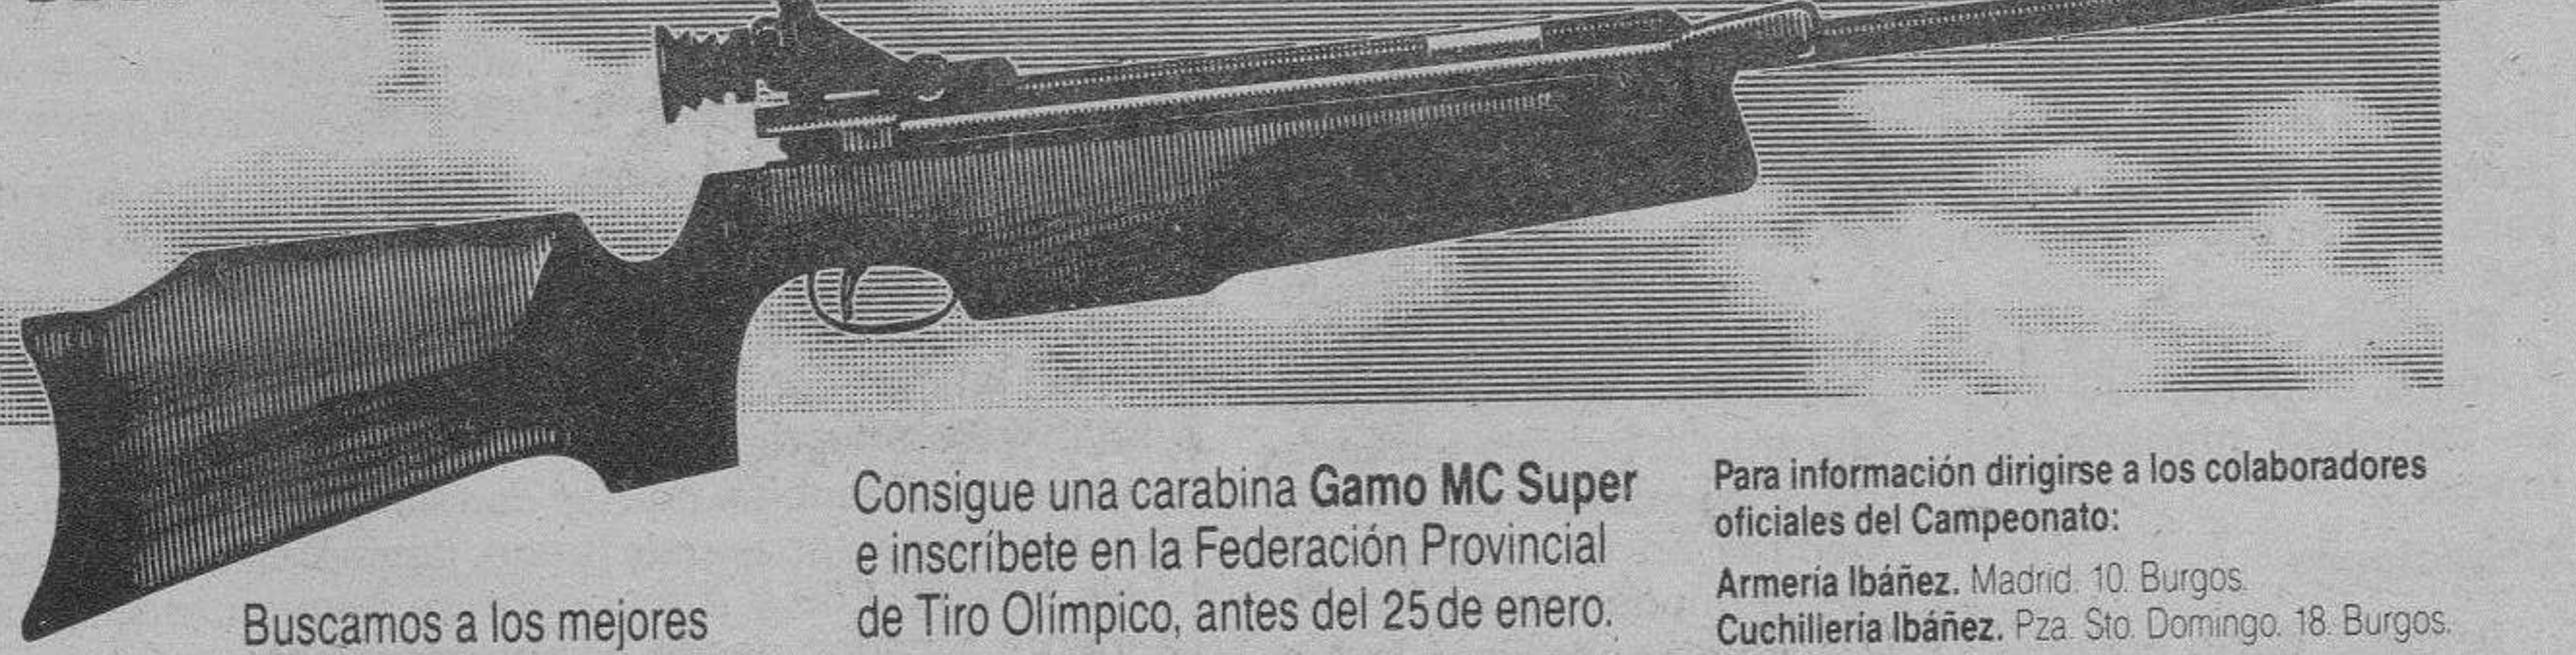 Buscamos a los mejores
Consigue una carabina Gamo MC Super
e inscríbete en la Federación Provincial
de Tiro Olímpico, antes del 25 de enero.
Para información dirigirse a los colaboradores
oficiales del Campeonato:
Armería Ibáñez. Madrid. 10. Burgos.
Cuchillería Ibáñez. Pza. Sto. Domingo. 18. Burgos.